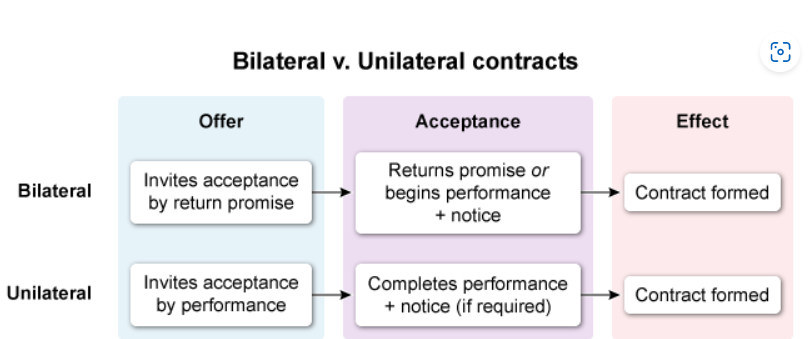 Bilateral v. Unilateral contracts
Offer
Acceptance
Effect
Bilateral
Invites acceptance
by return promise
Returns promise or
begins performance
+ notice
Contract formed
Unilateral
Invites acceptance
by performance
Completes performance
+ notice (if required)
Contract formed